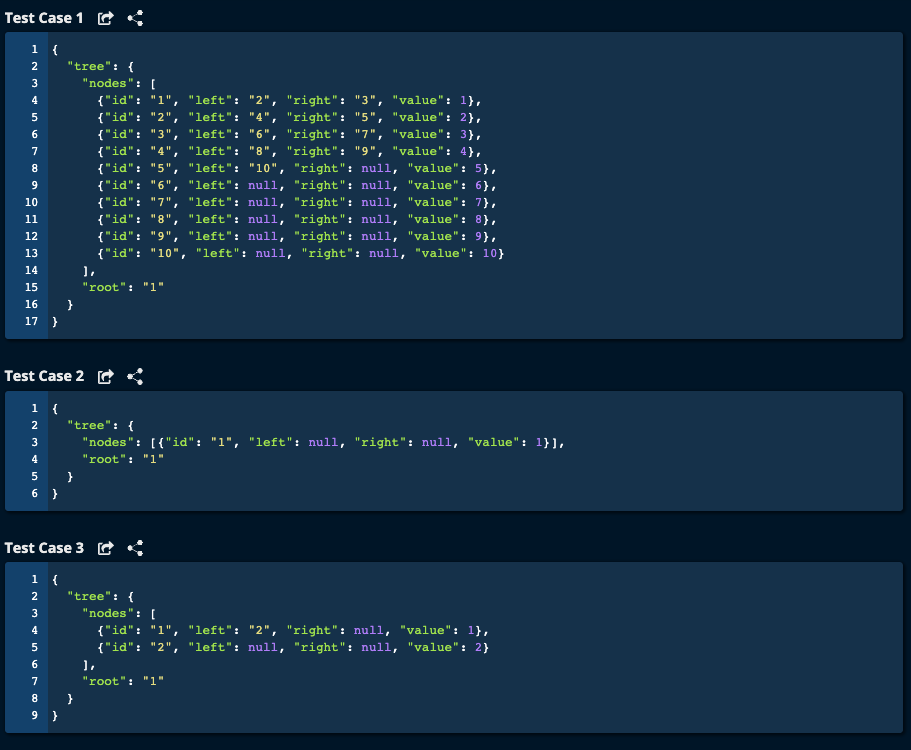 Test Case 1
1 {
2   "tree": {
3     "nodes": [
4       {"id": "1", "left": "2", "right": "3", "value": 1},
5       {"id": "2", "left": "4", "right": "5", "value": 2},
6       {"id": "3", "left": "6", "right": "7", "value": 3},
7       {"id": "4", "left": "8", "right": "9", "value": 4},
8       {"id": "5", "left": "10", "right": null, "value": 5},
9       {"id": "6", "left": null, "right": null, "value": 6},
10       {"id": "7", "left": null, "right": null, "value": 7},
11       {"id": "8", "left": null, "right": null, "value": 8},
12       {"id": "9", "left": null, "right": null, "value": 9},
13       {"id": "10", "left": null, "right": null, "value": 10}
14     ],
15     "root": "1"
16   }
17 }
Test Case 2
1 {
2   "tree": {
3     "nodes": [{"id": "1", "left": null, "right": null, "value": 1}],
4     "root": "1"
5   }
6 }
Test Case 3
1 {
2   "tree": {
3     "nodes": [
4       {"id": "1", "left": "2", "right": null, "value": 1},
5       {"id": "2", "left": null, "right": null, "value": 2}
6     ],
7     "root": "1"
8   }
9 }